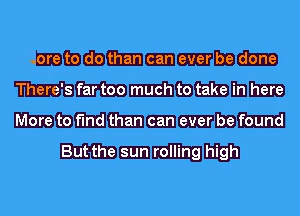 .ore to do than can ever be done
There's far too much to take in here
More to find than can ever be found
But the sun rolling high